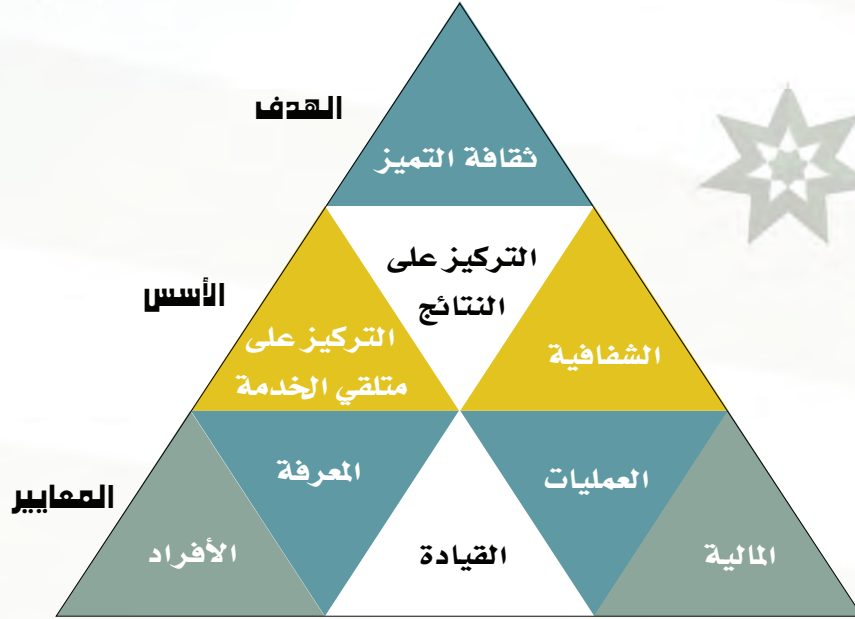 الهدف
ثقافة التميز
الأسس
التركيز على
النتائج
الشفافية
التركيز على
متلقي الخدمة
المعايير
العمليات
المعرفة
المالية
القيادة
الأفراد